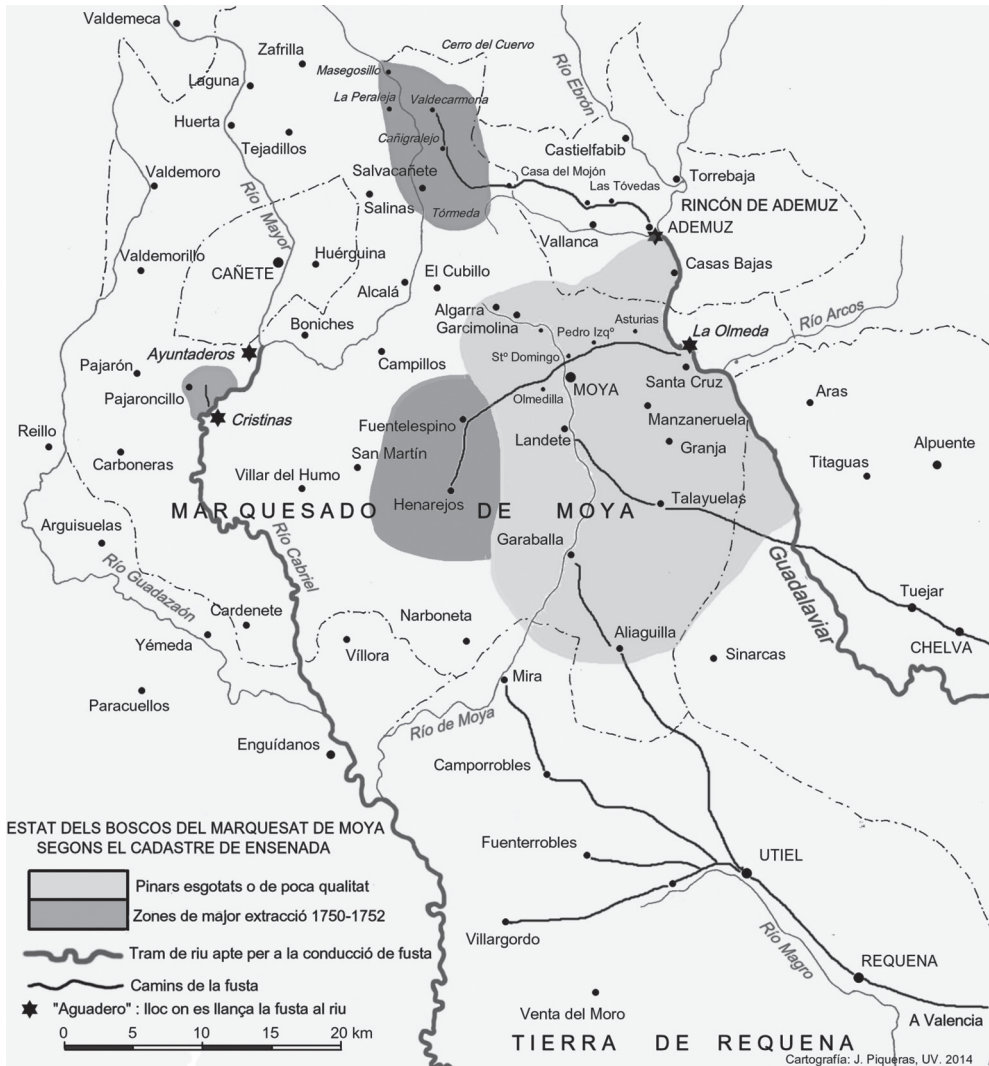 Valdemeca
Zafrilla
Cerro del Cuervo
Masegosillo
Laguna
La Peraleja
Valdecarmona
Río Ebrón
Huerta
Tejadillos
Cañigralejo
Castielfabib
Valdemoro
Salvacañete
Casa del Mojón
Torrebaja
Las Tóvedas
Río Mayor
Salinas
Tórmeda
RINCÓN DE ADEMUZ
ADEMUZ
Vallanca
Valdemorillo
CAÑETE
Huérguina
El Cubillo
Casas Bajas
Alcalá
Algarra
Garcimolina
Río Arcos
Boniches
Pedro Izqº
Asturias
La Olmeda
Ayuntaderos
Campillos
Stº Domingo
Pajarón
MOYA
Santa Cruz
Pajaroncillo
Olmedilla
Aras
Cristinas
Fuentelespino
Manzaneruela
Reillo
Landete
Granja
Alpuente
Carboneras
San Martín
Titaguas
Villar del Humo
Henarejos
Talayuelas
MARQUESADO DE MOYA
Arguisuelas
Río Cabriel
Garaballa
Guadalaviar
Río Guadazaón
Tuejar
Cardenete
Narboneta
Yémeda
Víllora
Aliaguilla
CHELVA
Sinarcas
Mira
Paracuellos
Río de Moya
Enguídanos
Camporrobles
ESTAT DELS BOSCOS DEL MARQUESAT DE MOYA
SEGONS EL CADASTRE DE ENSENADA
Fuenterrobles
UTIEL
Pinars esgotats o de poca qualitat
Zones de major extracció 1750-1752
Villargordo
Río Magro
Tram de riu apte per a la conducció de fusta
REQUENA
Camins de la fusta
"Aguadero" : lloc on es llança la fusta al riu
Venta del Moro
A Valencia
0 5 10 15 20 km
TIERRA DE REQUENA
Cartografía: J. Piqueras, UV. 2014